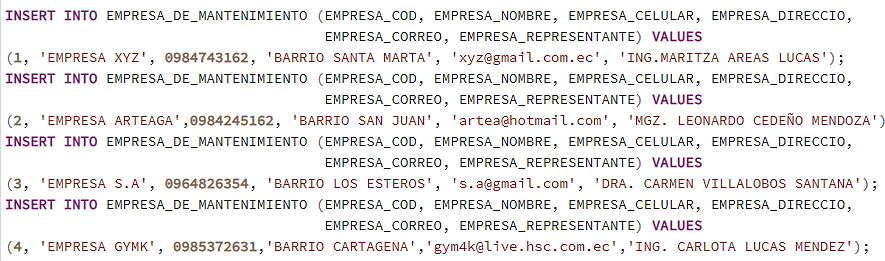 INSERT INTO EMPRESA_DE_MANTENIMIENTO (EMPRESA_COD, EMPRESA_NOMBRE, EMPRESA_CELULAR, EMPRESA_DIRECCIO,
EMPRESA_CORREO, EMPRESA_REPRESENTANTE) VALUES
(1, 'EMPRESA XYZ', 0984743162, 'BARRIO SANTA MARTA', 'xyz@gmail.com.ec', 'ING.MARITZA AREAS LUCAS');
INSERT INTO EMPRESA_DE_MANTENIMIENTO (EMPRESA_COD, EMPRESA_NOMBRE, EMPRESA_CELULAR, EMPRESA_DIRECCIO,
EMPRESA_CORREO, EMPRESA_REPRESENTANTE) VALUES
(2, 'EMPRESA ARTEAGA',0984245162, 'BARRIO SAN JUAN', 'artea@hotmail.com', 'MGZ. LEONARDO CEDEÑO MENDOZA')
INSERT INTO EMPRESA_DE_MANTENIMIENTO (EMPRESA_COD, EMPRESA_NOMBRE, EMPRESA_CELULAR, EMPRESA_DIRECCIO,
EMPRESA_CORREO, EMPRESA_REPRESENTANTE) VALUES
(3, 'EMPRESA S.A', 0964826354, 'BARRIO LOS ESTEROS', 's.a@gmail.com', 'DRA. CARMEN VILLALOBOS SANTANA');
INSERT INTO EMPRESA_DE_MANTENIMIENTO (EMPRESA_COD, EMPRESA_NOMBRE, EMPRESA_CELULAR, EMPRESA_DIRECCIO,
EMPRESA_CORREO, EMPRESA_REPRESENTANTE) VALUES
(4, 'EMPRESA GYMK', 0985372631,'BARRIO CARTAGENA','gym4k@live.hsc.com.ec','ING. CARLOTA LUCAS MENDEZ');